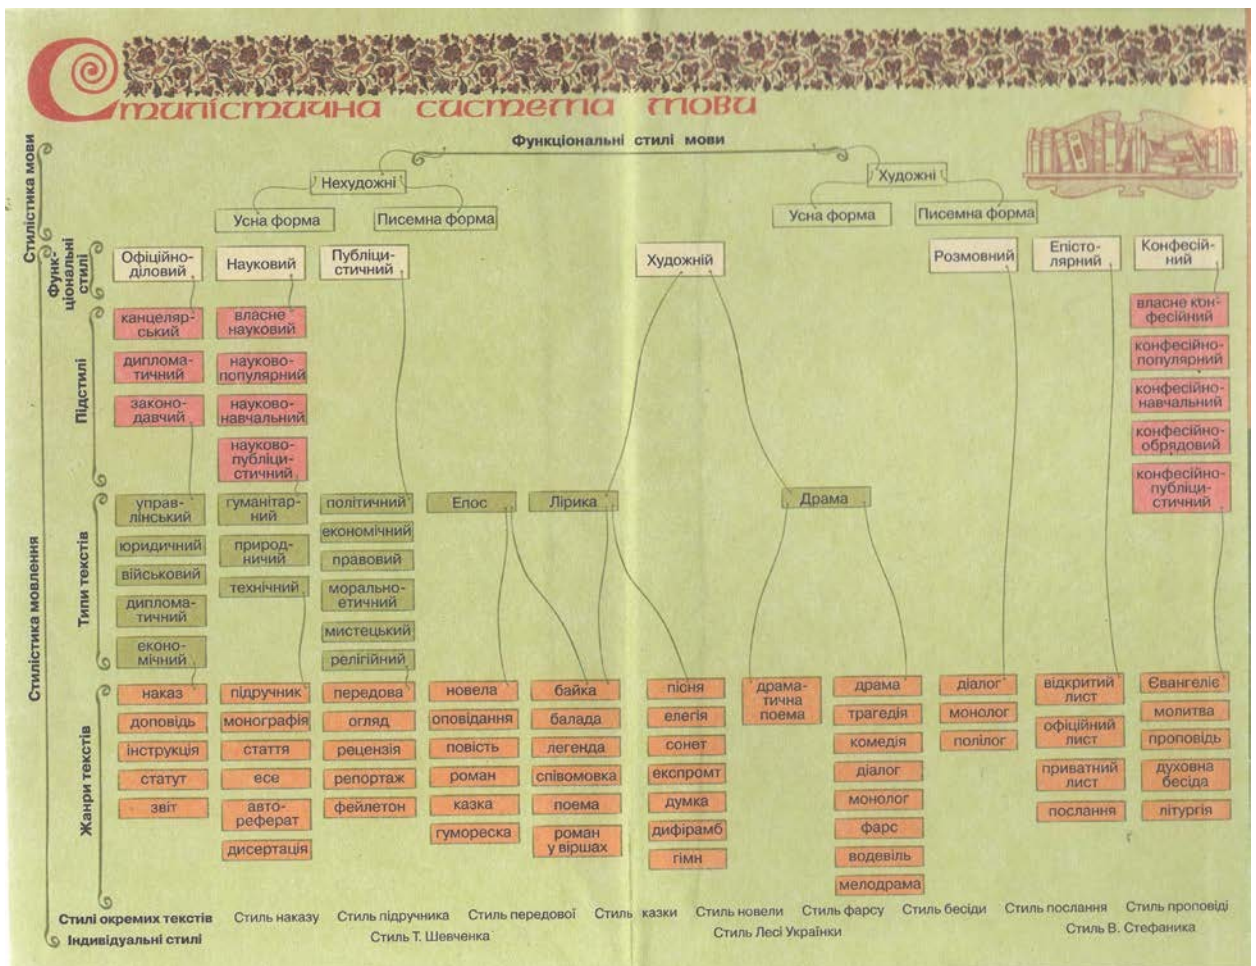 Стилістична система мови
Функціональні стилі мови
Стилістика мови
Нехудожні
Художні
Усна форма
Писемна форма
Усна форма
Писемна форма
Стилістика мовлення
Функ-
ціональні
стилі
Офіційно-
діловий
Науковий
Публіци-
стичний
Художній
Розмовний
Епісто-
лярний
Конфесій-
ний
Підстилі
канцеляр-
ський
дипломa-
тичний
законо-
давчий
власне
науковий
науково-
популярний
науково-
навчальний
науково-
публіци-
стичний
власне кон-
фесійний
конфесійно-
популярний
конфесійно-
навчальний
конфесійно-
обрядовий
конфесійно-
публіци-
стичний
Типи текстів
управ-
лінський
юридичний
військовий
диплома-
тичний
еконо-
мічний
гуманітар-
ний
природ-
ничий
технічний
політичний
економічний
правовий
морально-
етичний
мистецький
релігійний
Епос
Лірика
Драма
Жанри текстів
наказ
доповідь
інструкція
статут
звіт
підручник
монографія
стаття
есе
авто-
реферат
дисертація
передова
огляд
рецензія
репортаж
фейлетон
новела
оповідання
повість
роман
казка
гумореска
байка
балада
легенда
співомовка
поема
роман
у віршах
пісня
елегія
сонет
експромт
думка
дифірамб
гімн
драма-
тична
поема
драма
трагедія
комедія
діалог
монолог
фарс
водевіль
мелодрама
діалог
монолог
полілог
відкритий
лист
офіційний
лист
приватний
лист
послання
Євангеліє
молитва
проповідь
духовна
бесіда
літургія
Стилі окремих текстів Стиль наказу Стиль підручника Стиль передової Стиль казки Стиль новели Стиль фарсу Стиль бесіди Стиль послання Стиль проповіді
Індивідуальні стилі Стиль Т. Шевченка Стиль Лесі Українки Стиль В. Стефаника